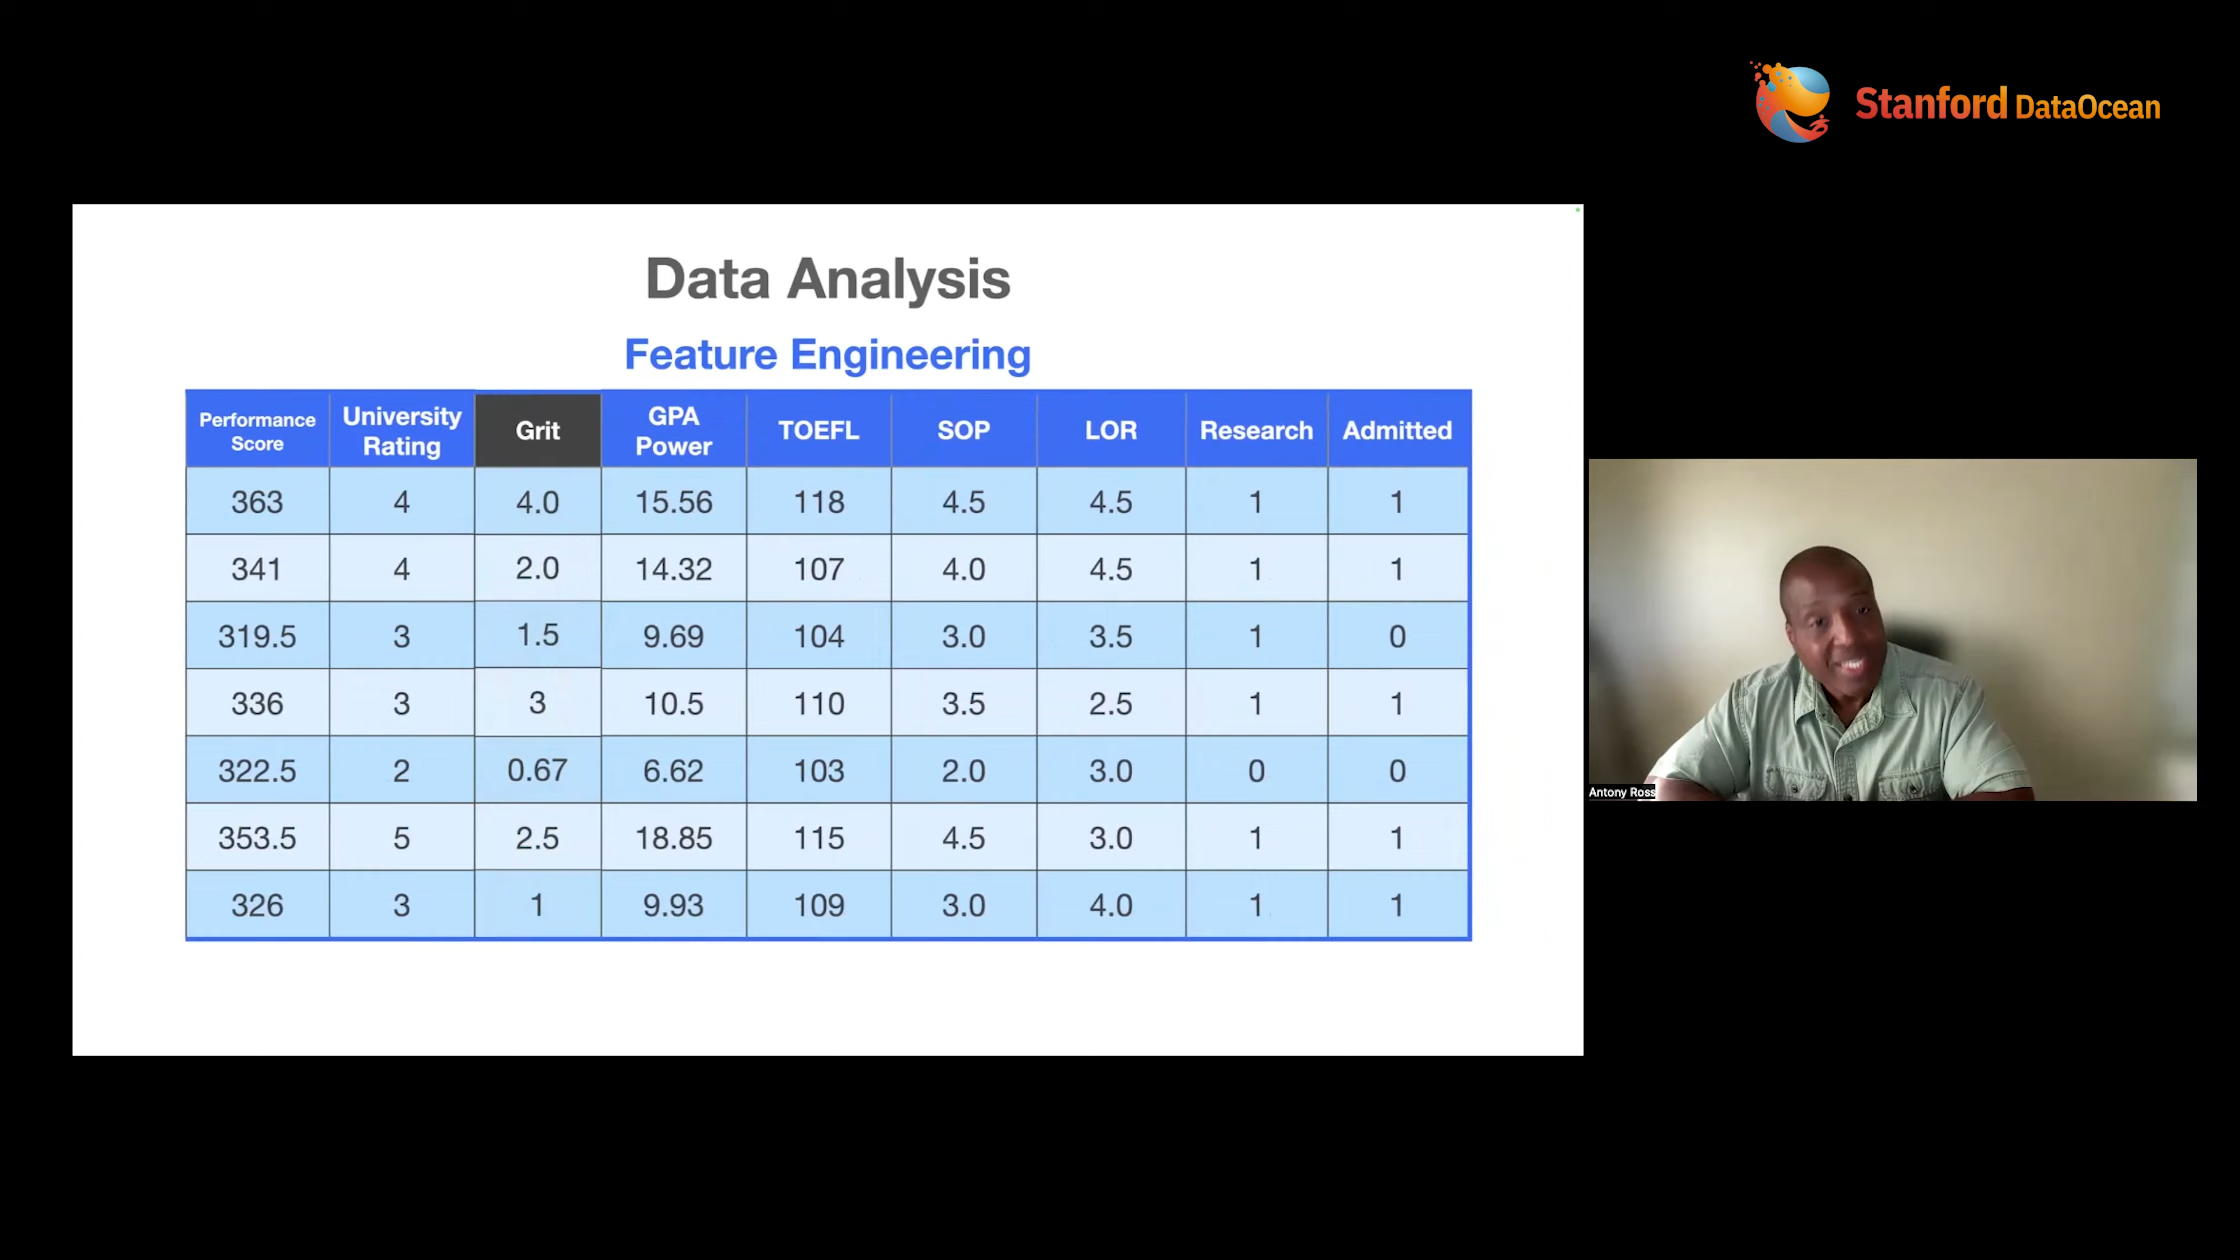 Stanford DataOcean
Data Analysis
Feature Engineering
Performance Score University Rating Grit GPA Power TOEFL SOP LOR Research Admitted
363 4 4.0 15.56 118 4.5 4.5 1 1
341 4 2.0 14.32 107 4.0 4.5 1 1
319.5 3 1.5 9.69 104 3.0 3.5 1 0
336 3 3 10.5 110 3.5 2.5 1 1
322.5 2 0.67 6.62 103 2.0 3.0 0 0
353.5 5 2.5 18.85 115 4.5 3.0 1 1
326 3 1 9.93 109 3.0 4.0 1 1
Antony Ross